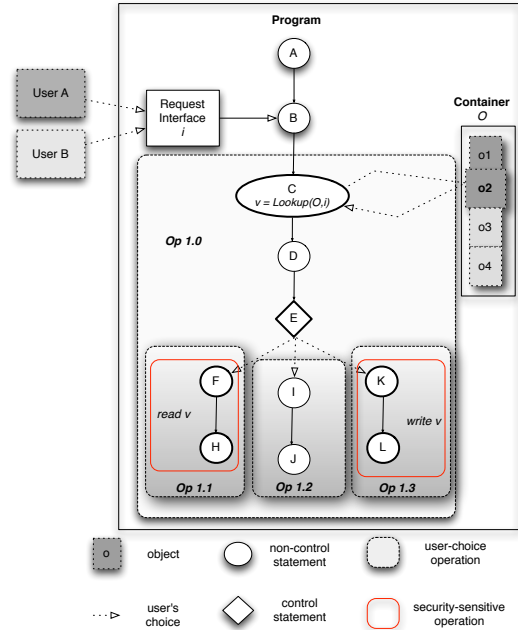 Program
A
User A
Request
Interface
i
B
User B
Container
O
o1
C
v = Lookup(O,i)
o2
Op 1.0
o3
D
o4
E
F
K
I
read v
write v
H
J
L
Op 1.1
Op 1.2
Op 1.3
o
object
non-control
statement
user-choice
operation
user's
choice
control
statement
security-sensitive
operation